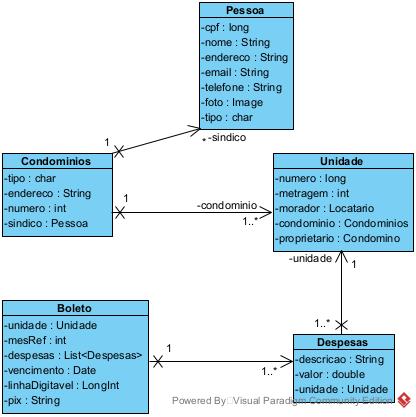 Pessoa
-cpf : long
-nome : String
-endereco : String
-email : String
-telefone : String
-foto : Image
-tipo : char
1
* -sindico
Condominios
-tipo : char
-endereco : String
-numero : int
-sindico : Pessoa
1
-condominio
1..*
Unidade
-numero : long
-metragem : int
-morador : Locatario
-condominio : Condominios
-proprietario : Condomino
-unidade
1
Boleto
-unidade : Unidade
-mesRef : int
-despesas : List<Despesas>
-vencimento : Date
-linhaDigitavel : LongInt
-pix : String
1
1..*
1..*
Despesas
-descricao : String
-valor : double
-unidade : Unidade
Powered By Visual Paradigm Community Edition